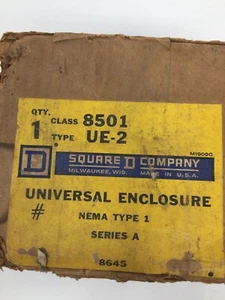 QTY. CLASS 8501
1 TYPE UE-2
M1909C
D SQUARE D COMPANY
MILWAUKEE, WIS. MADE IN U.S.A.
UNIVERSAL ENCLOSURE
# NEMA TYPE 1
SERIES A
8645